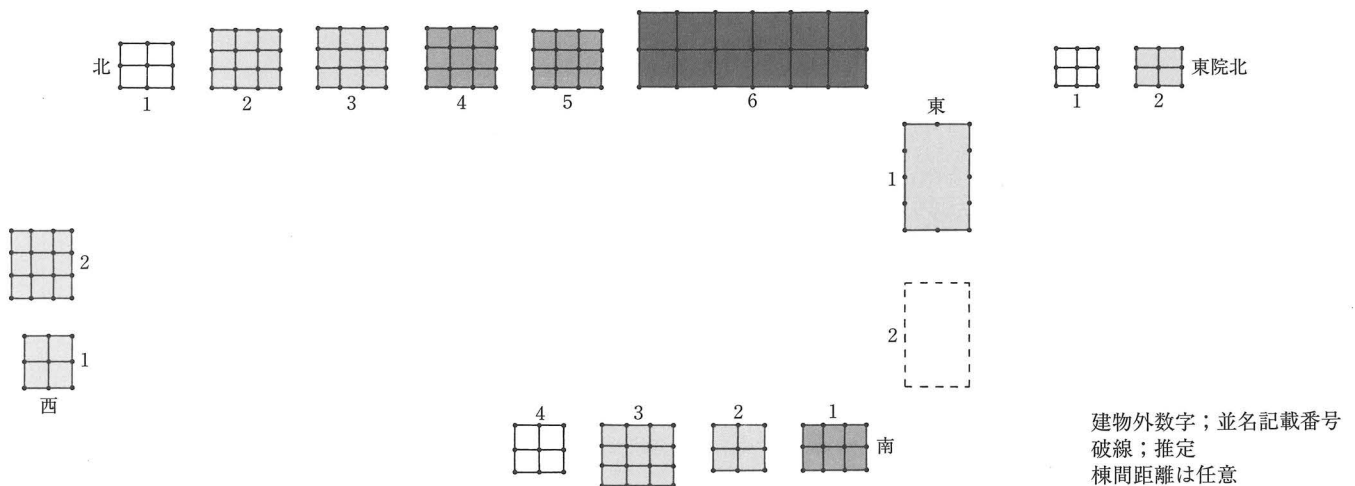 北
1 2 3 4 5 6
1 2
東院北
東
1
2
2
1
西
4 3 2 1
南
建物外数字；並名記載番号
破線；推定
棟間距離は任意